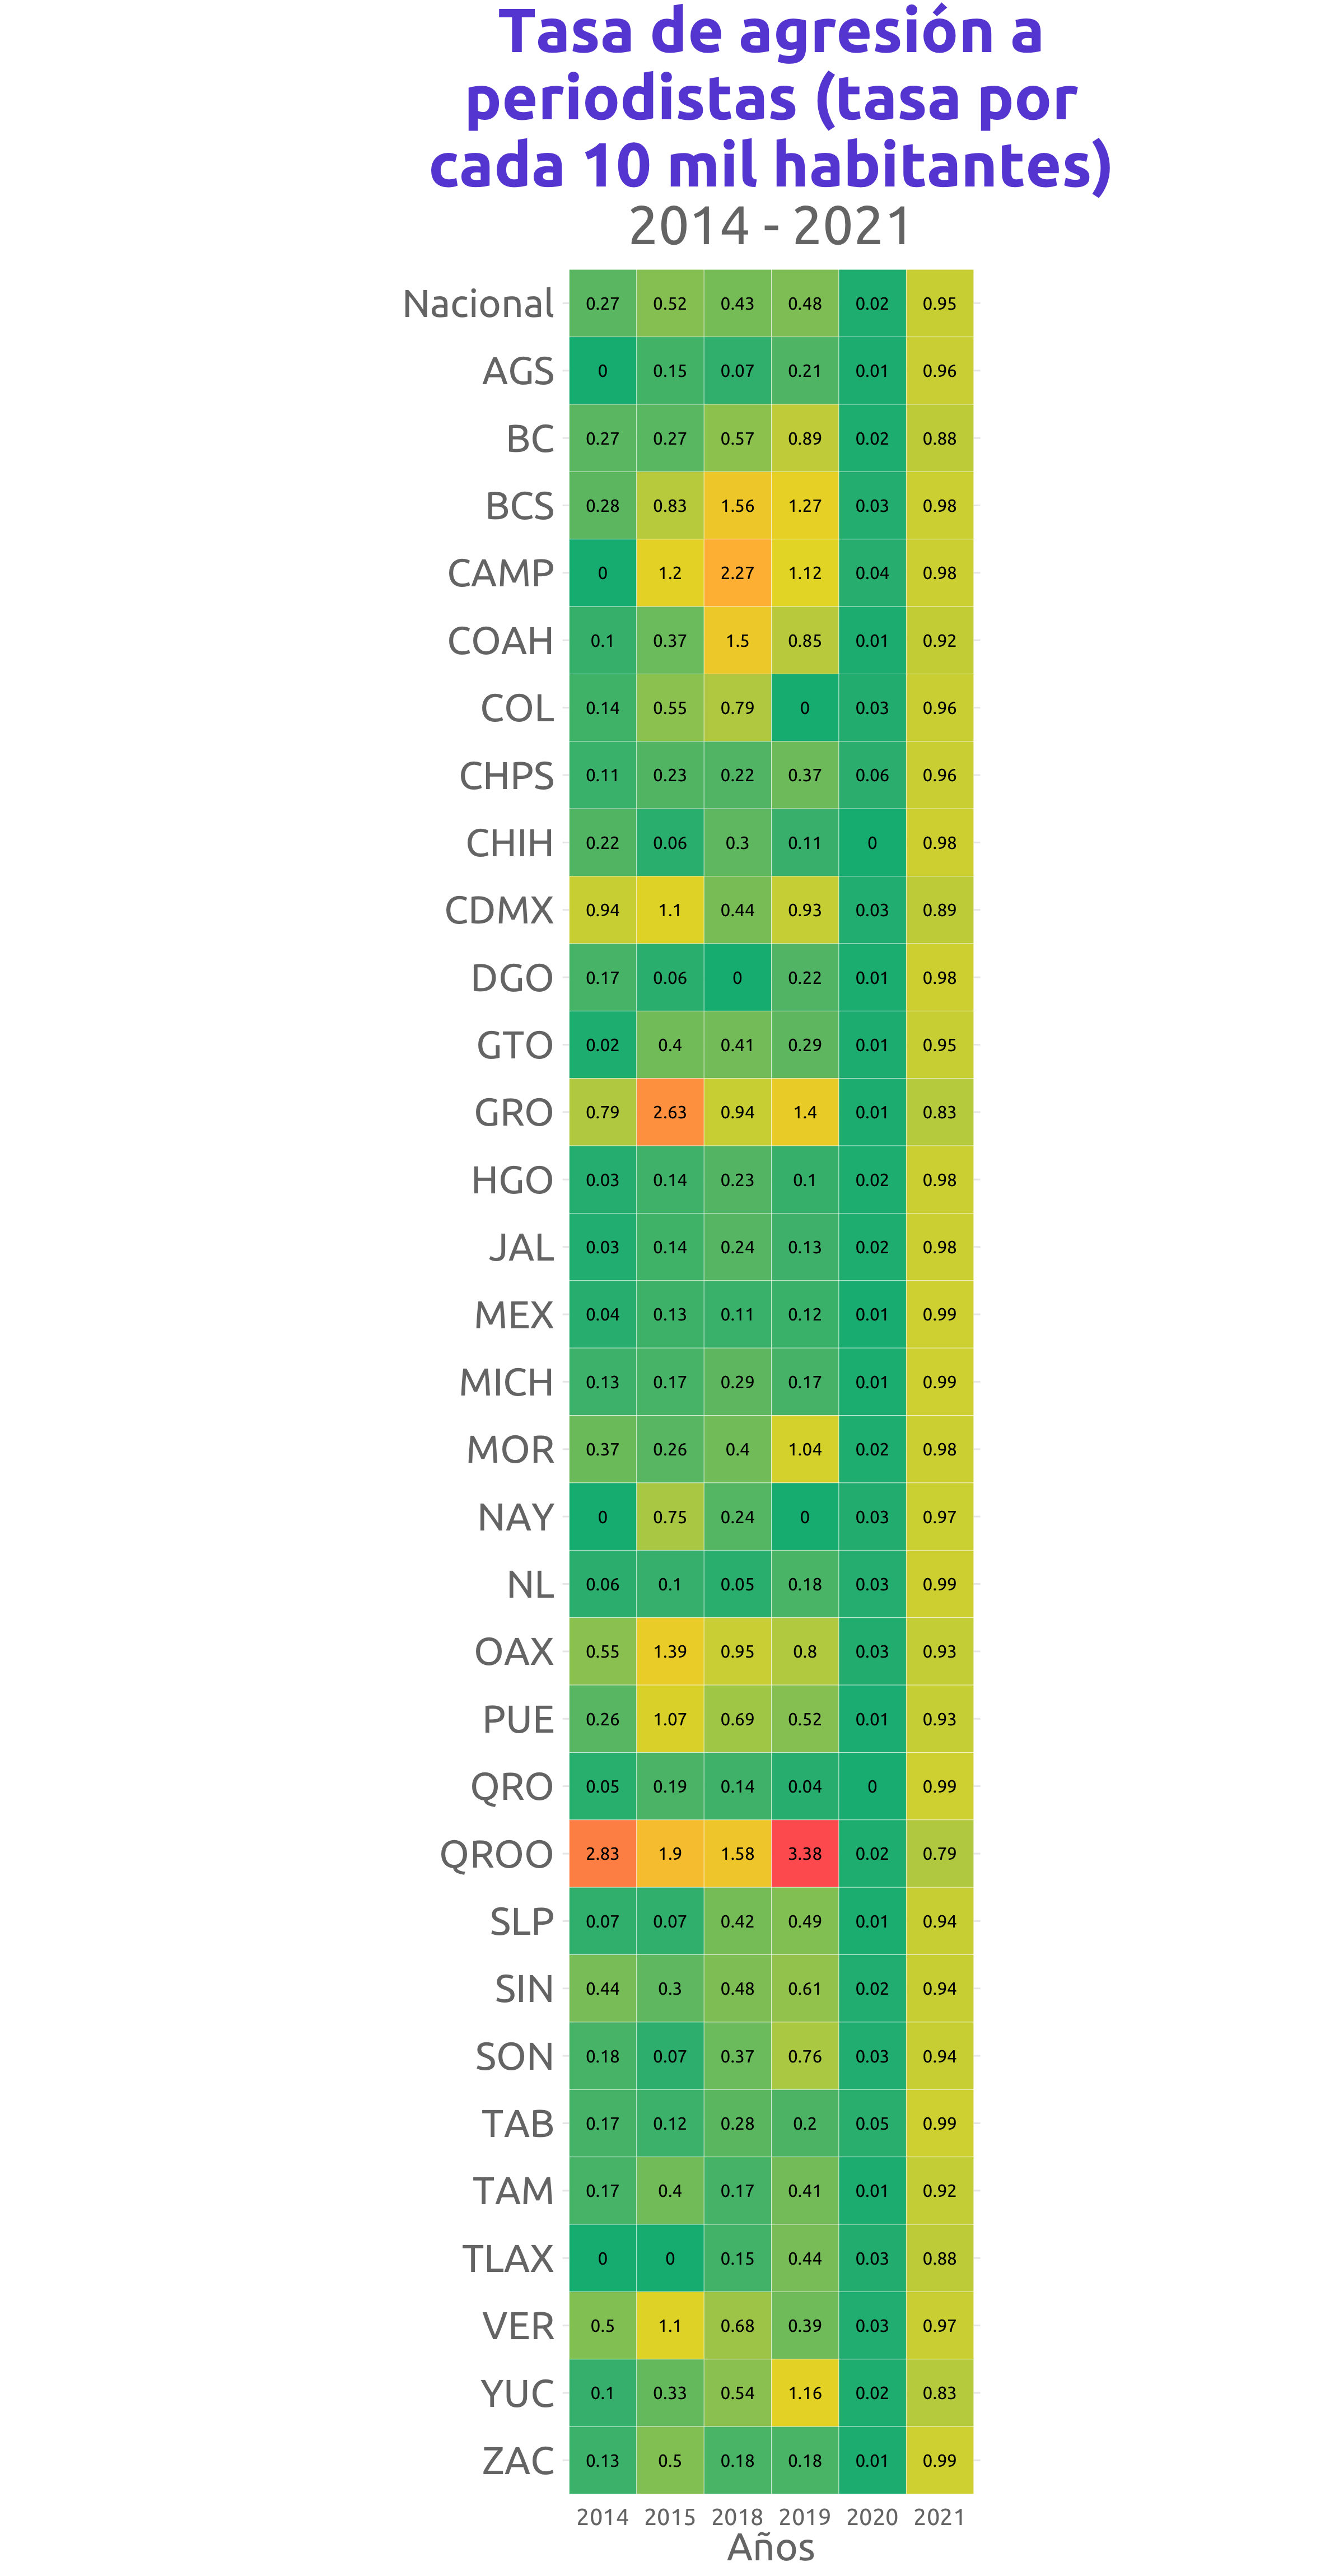 Tasa de agresión a
periodistas (tasa por
cada 10 mil habitantes)
2014 - 2021
Nacional 0.27 0.52 0.43 0.48 0.02 0.95
AGS 0 0.15 0.07 0.21 0.01 0.96
BC 0.27 0.27 0.57 0.89 0.02 0.88
BCS 0.28 0.83 1.56 1.27 0.03 0.98
CAMP 0 1.2 2.27 1.12 0.04 0.98
COAH 0.1 0.37 1.5 0.85 0.01 0.92
COL 0.14 0.55 0.79 0 0.03 0.96
CHPS 0.11 0.23 0.22 0.37 0.06 0.96
CHIH 0.22 0.06 0.3 0.11 0 0.98
CDMX 0.94 1.1 0.44 0.93 0.03 0.89
DGO 0.17 0.06 0 0.22 0.01 0.98
GTO 0.02 0.4 0.41 0.29 0.01 0.95
GRO 0.79 2.63 0.94 1.4 0.01 0.83
HGO 0.03 0.14 0.23 0.1 0.02 0.98
JAL 0.03 0.14 0.24 0.13 0.02 0.98
MEX 0.04 0.13 0.11 0.12 0.01 0.99
MICH 0.13 0.17 0.29 0.17 0.01 0.99
MOR 0.37 0.26 0.4 1.04 0.02 0.98
NAY 0 0.75 0.24 0 0.03 0.97
NL 0.06 0.1 0.05 0.18 0.03 0.99
OAX 0.55 1.39 0.95 0.8 0.03 0.93
PUE 0.26 1.07 0.69 0.52 0.01 0.93
QRO 0.05 0.19 0.14 0.04 0 0.99
QROO 2.83 1.9 1.58 3.38 0.02 0.79
SLP 0.07 0.07 0.42 0.49 0.01 0.94
SIN 0.44 0.3 0.48 0.61 0.02 0.94
SON 0.18 0.07 0.37 0.76 0.03 0.94
TAB 0.17 0.12 0.28 0.2 0.05 0.99
TAM 0.17 0.4 0.17 0.41 0.01 0.92
TLAX 0 0 0.15 0.44 0.03 0.88
VER 0.5 1.1 0.68 0.39 0.03 0.97
YUC 0.1 0.33 0.54 1.16 0.02 0.83
ZAC 0.13 0.5 0.18 0.18 0.01 0.99
2014 2015 2018 2019 2020 2021
Años